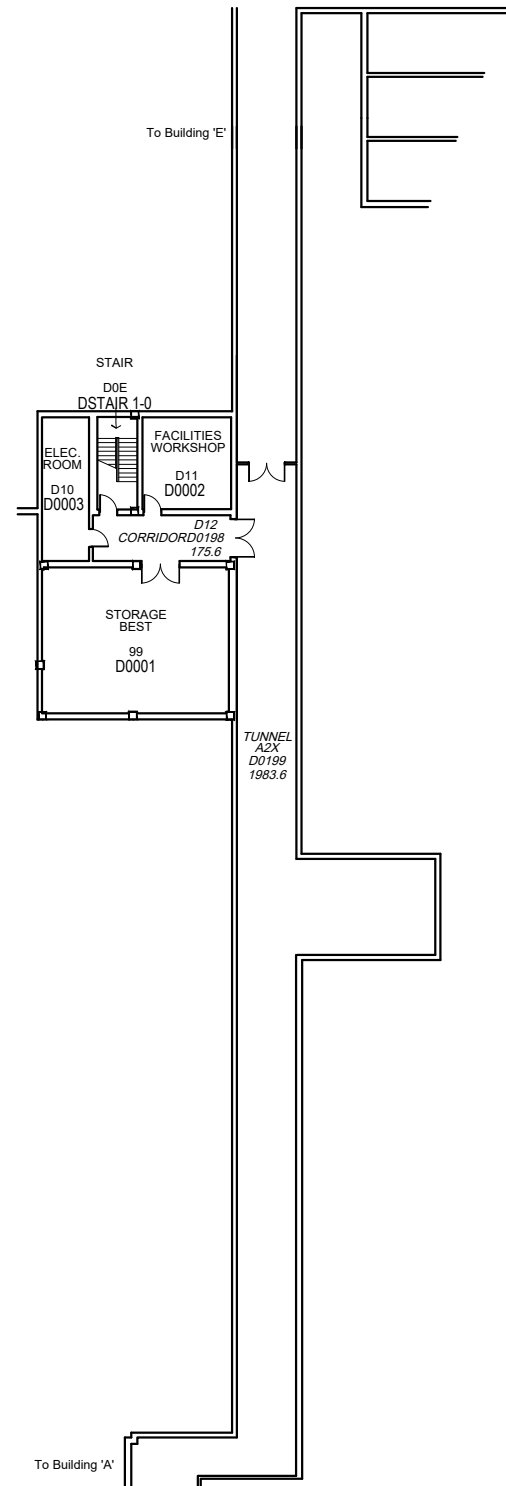 To Building 'E'
STAIR
D0E
DSTAIR 1-0
ELEC.
ROOM
D10
D0003
FACILITIES
WORKSHOP
D11
D0002
D12
CORRIDORD0198
175.6
STORAGE
BEST
99
D0001
TUNNEL
A2X
D0199
1983.6
To Building 'A'